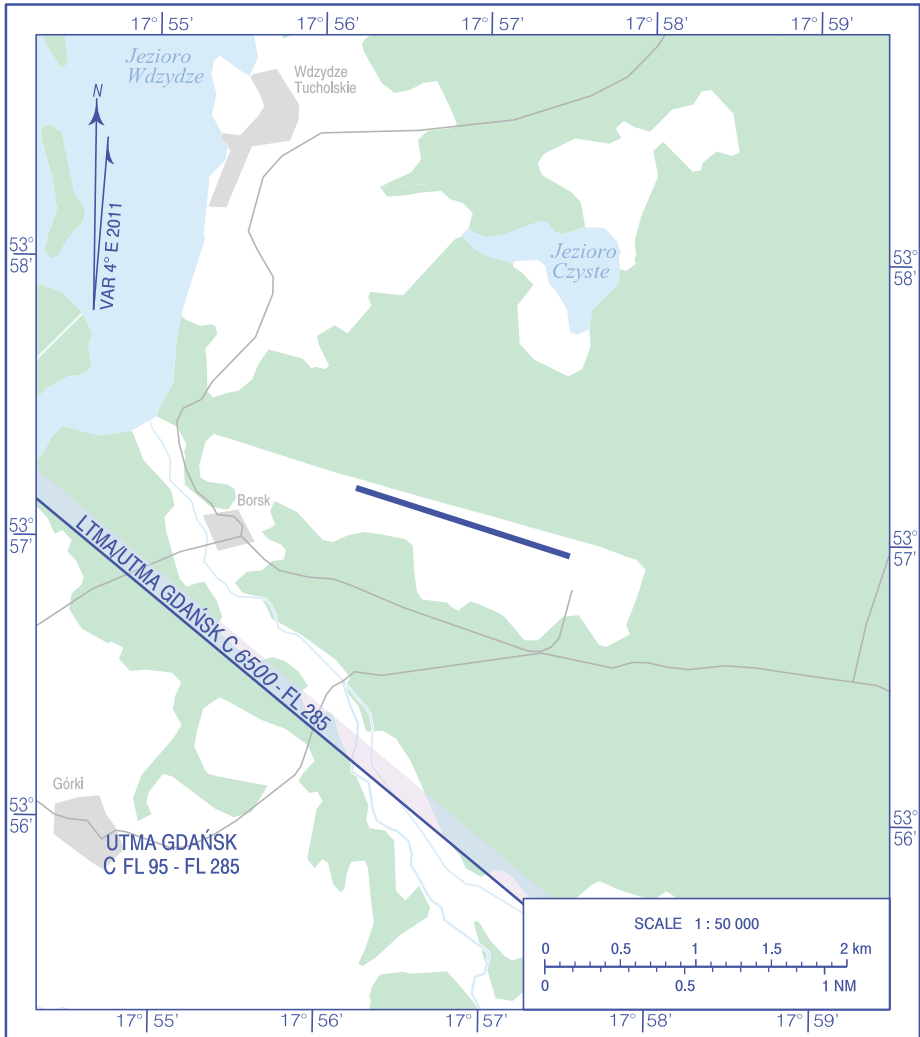 17° 55' 17° 56' 17° 57' 17° 58' 17° 59'
Jezioro
Wdzydze
Wdzydze
Tucholskie
N
VAR 4° E 2011
53°
58'
53°
58'
Jezioro
Czyste
Borsk
53°
57'
53°
57'
LTMA/UTMA GDAŃSK C 6500 - FL 285
Górki
53°
56'
53°
56'
UTMA GDAŃSK
C FL 95 - FL 285
SCALE 1 : 50 000
0 0.5 1 1.5 2 km
0 0.5 1 NM
17° 55' 17° 56' 17° 57' 17° 58' 17° 59'